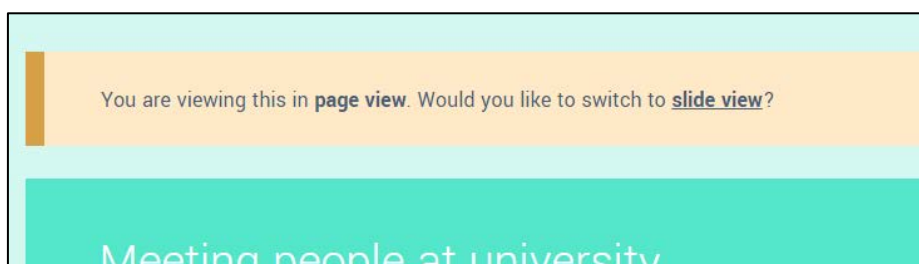 You are viewing this in page view. Would you like to switch to slide view?
Meeting people at university